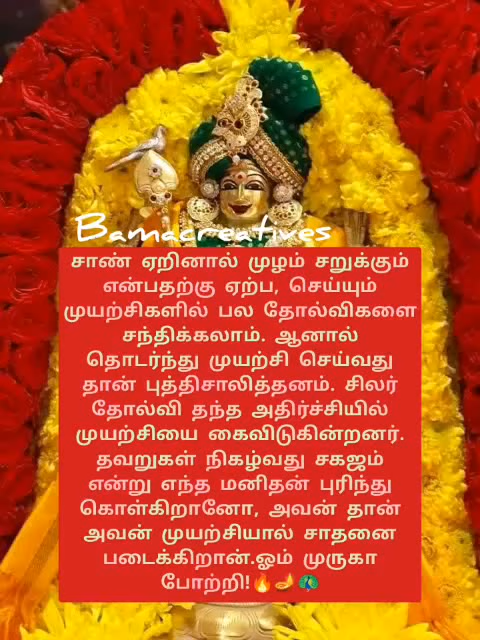 Bamacreatives
சாண் ஏறினால் முழம் சறுக்கும்
என்பதற்கு ஏற்ப, செய்யும்
முயற்சிகளில் பல தோல்விகளை
சந்திக்கலாம். ஆனால்
தொடர்ந்து முயற்சி செய்வது
தான் புத்திசாலித்தனம். சிலர்
தோல்வி தந்த அதிர்ச்சியில்
முயற்சியை கைவிடுகின்றனர்.
தவறுகள் நிகழ்வது சகஜம்
என்று எந்த மனிதன் புரிந்து
கொள்கிறானோ, அவன் தான்
அவன் முயற்சியால் சாதனை
படைக்கிறான்.ஓம் முருகா
போற்றி!🔥🪔🦚